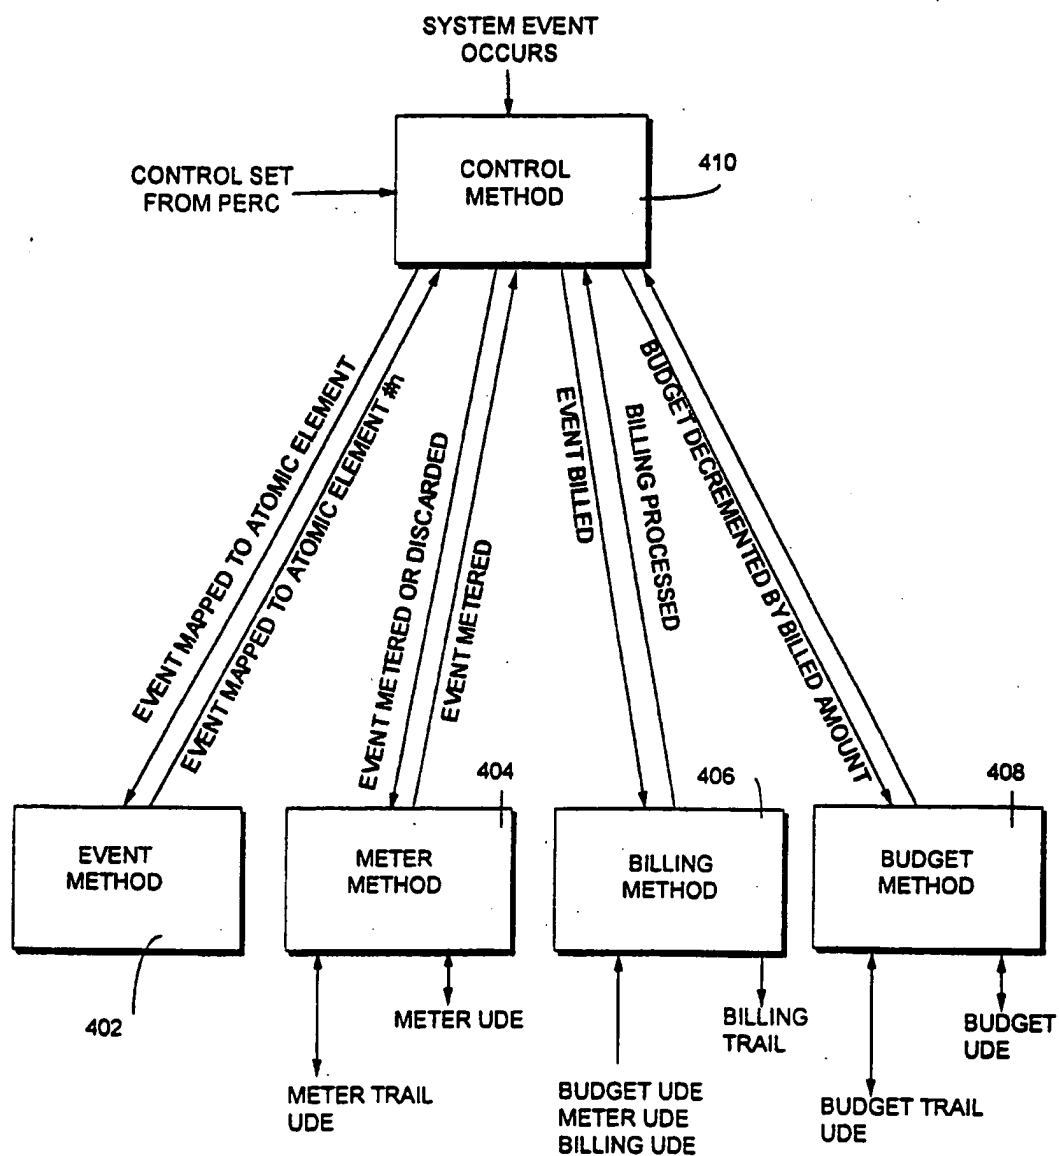 SYSTEM EVENT
OCCURS
CONTROL SET
FROM PERC
CONTROL
METHOD
410
EVENT MAPPED TO ATOMIC ELEMENT
EVENT MAPPED TO ATOMIC ELEMENT #n
EVENT METERED OR DISCARDED
EVENT METERED
EVENT BILLED
BILLING PROCESSED
BUDGET DECREMENTED BY BILLED AMOUNT
404
406
408
EVENT
METHOD
METER
METHOD
BILLING
METHOD
BUDGET
METHOD
402
METER UDE
METER TRAIL
UDE
BILLING
TRAIL
BUDGET UDE
METER UDE
BILLING UDE
BUDGET
UDE
BUDGET TRAIL
UDE